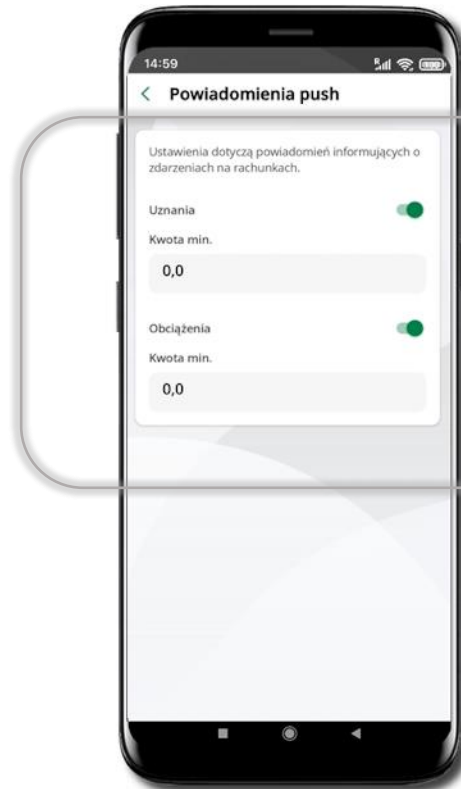 14:59
Powiadomienia push
Ustawienia dotyczą powiadomień informujących o
zdarzeniach na rachunkach.
Uznania
Kwota min.
0,0
Obciążenia
Kwota min.
0,0